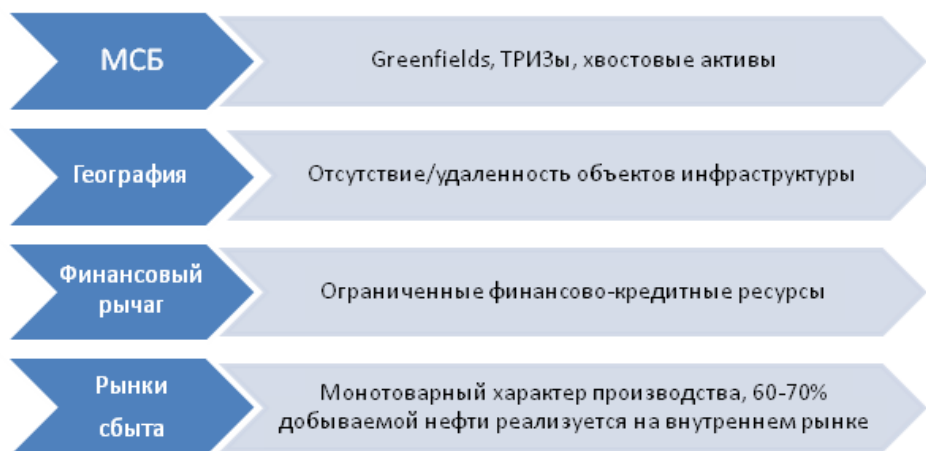 МСБ
Greenfields, ТРИЗы, хвостовые активы
География
Отсутствие/удаленность объектов инфраструктуры
Финансовый
рычаг
Ограниченные финансово-кредитные ресурсы
Рынки
сбыта
Монотоварный характер производства, 60-70%
добываемой нефти реализуется на внутреннем рынке